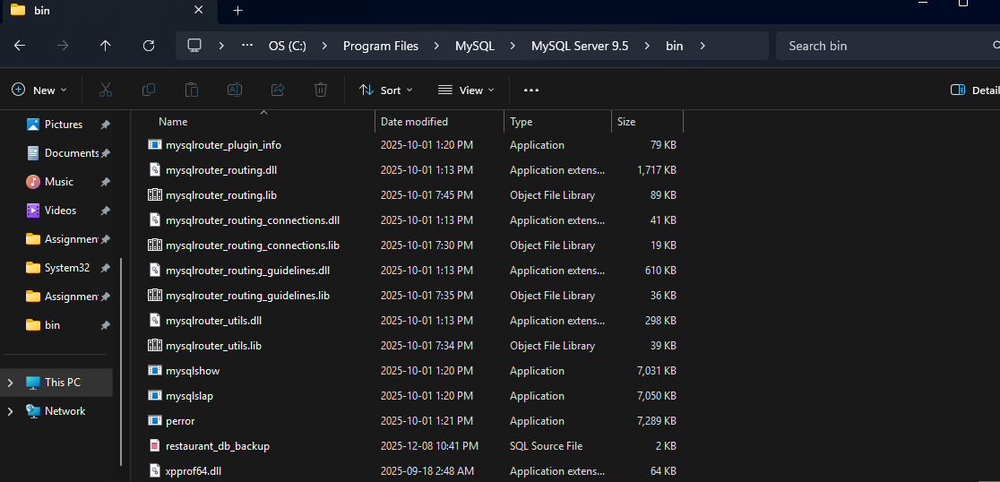 bin
OS (C:) Program Files MySQL MySQL Server 9.5 bin Search bin
New Sort View Detail
Name Date modified Type Size
Pictures
Documents
Music
Videos
Assignmen
System32
Assignmen
bin
This PC
Network
mysqlrouter_plugin_info 2025-10-01 1:20 PM Application 79 KB
mysqlrouter_routing.dll 2025-10-01 1:13 PM Application extens... 1,717 KB
mysqlrouter_routing.lib 2025-10-01 7:45 PM Object File Library 89 KB
mysqlrouter_routing_connections.dll 2025-10-01 1:13 PM Application extens... 41 KB
mysqlrouter_routing_connections.lib 2025-10-01 7:30 PM Object File Library 19 KB
mysqlrouter_routing_guidelines.dll 2025-10-01 1:13 PM Application extens... 610 KB
mysqlrouter_routing_guidelines.lib 2025-10-01 7:35 PM Object File Library 36 KB
mysqlrouter_utils.dll 2025-10-01 1:13 PM Application extens... 298 KB
mysqlrouter_utils.lib 2025-10-01 7:34 PM Object File Library 39 KB
mysqlshow 2025-10-01 1:20 PM Application 7,031 KB
mysqlslap 2025-10-01 1:20 PM Application 7,050 KB
perror 2025-10-01 1:21 PM Application 7,289 KB
restaurant_db_backup 2025-12-08 10:41 PM SQL Source File 2 KB
xpprof64.dll 2025-09-18 2:48 AM Application extens... 64 KB